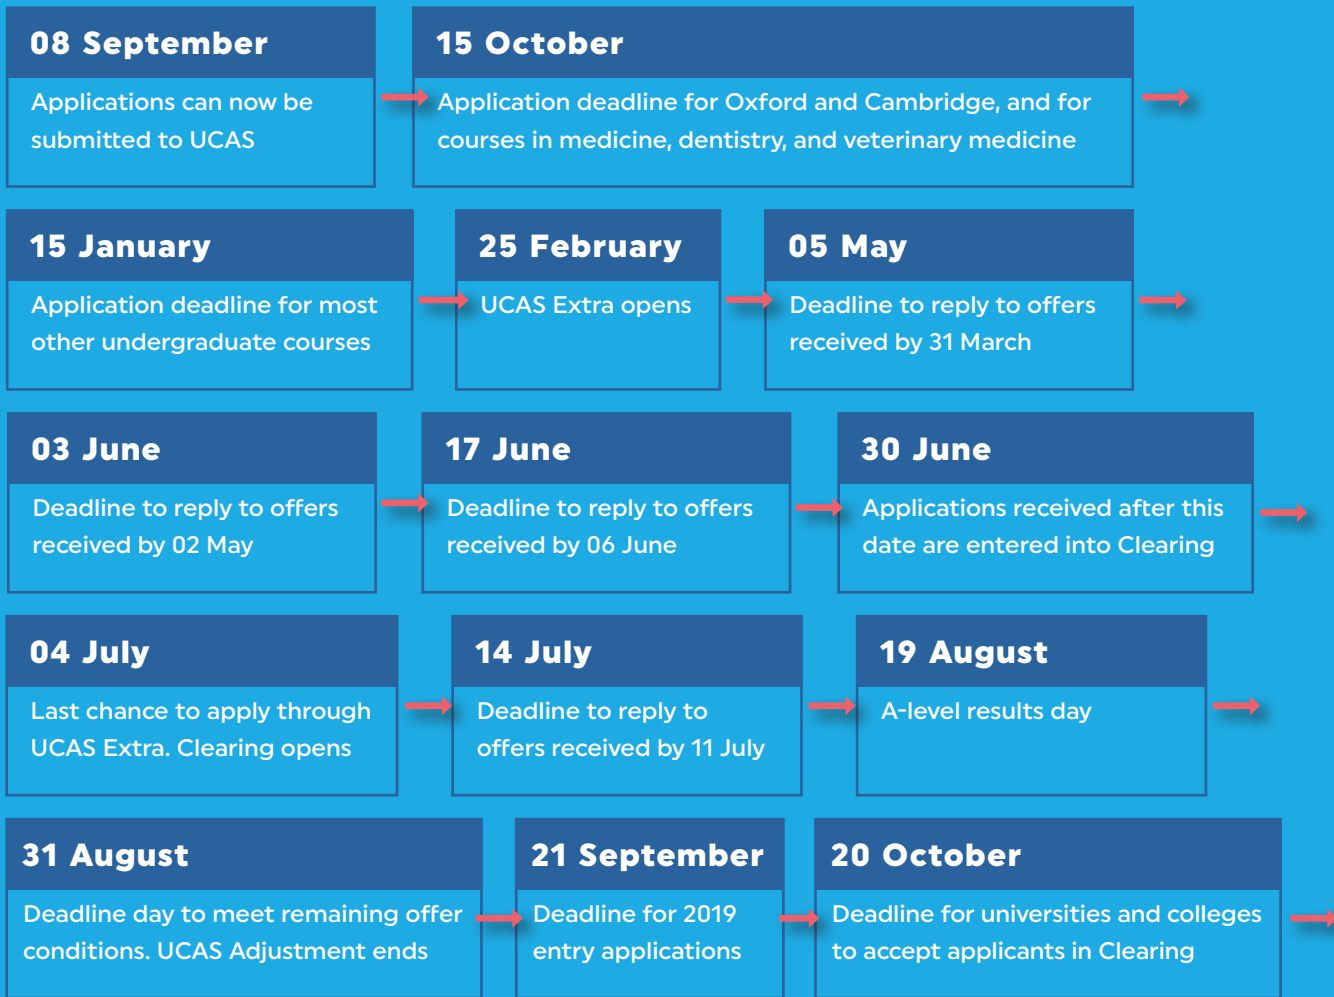 08 September
Applications can now be
submitted to UCAS
15 October
Application deadline for Oxford and Cambridge, and for
courses in medicine, dentistry, and veterinary medicine
15 January
Application deadline for most
other undergraduate courses
25 February
UCAS Extra opens
05 May
Deadline to reply to offers
received by 31 March
03 June
Deadline to reply to offers
received by 02 May
17 June
Deadline to reply to offers
received by 06 June
30 June
Applications received after this
date are entered into Clearing
04 July
Last chance to apply through
UCAS Extra. Clearing opens
14 July
Deadline to reply to
offers received by 11 July
19 August
A-level results day
31 August
Deadline day to meet remaining offer
conditions. UCAS Adjustment ends
21 September
Deadline for 2019
entry applications
20 October
Deadline for universities and colleges
to accept applicants in Clearing